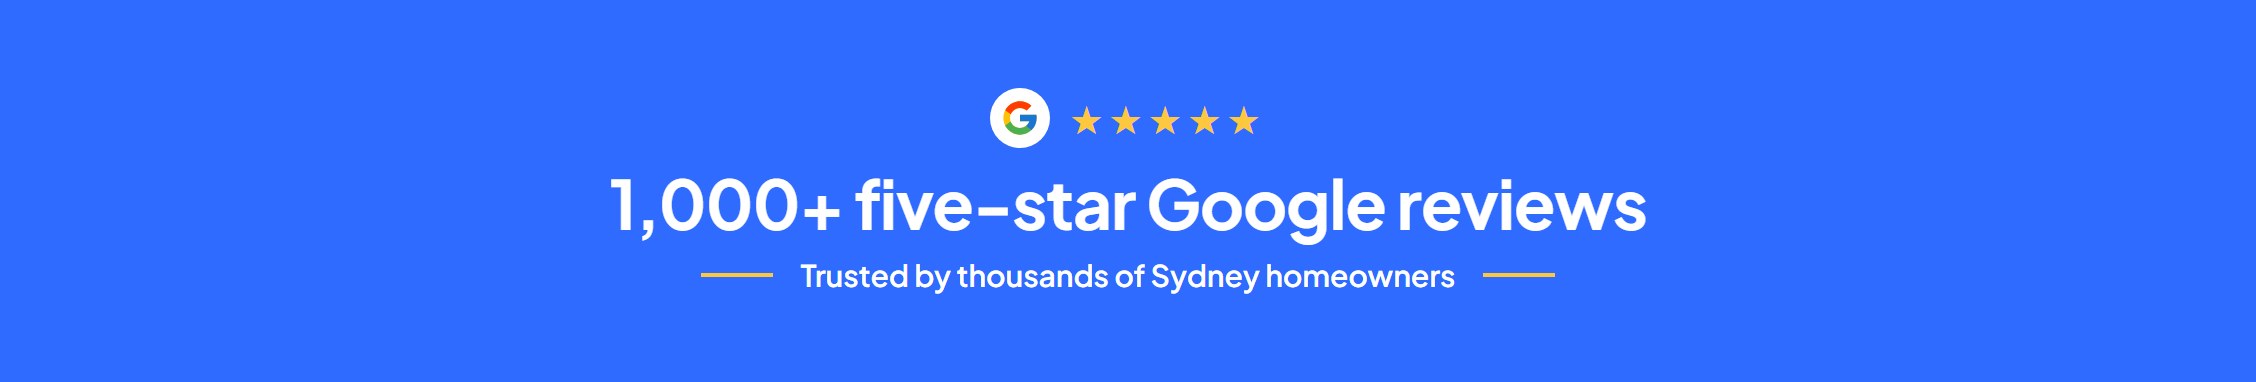 1,000+ five-star Google reviews
Trusted by thousands of Sydney homeowners